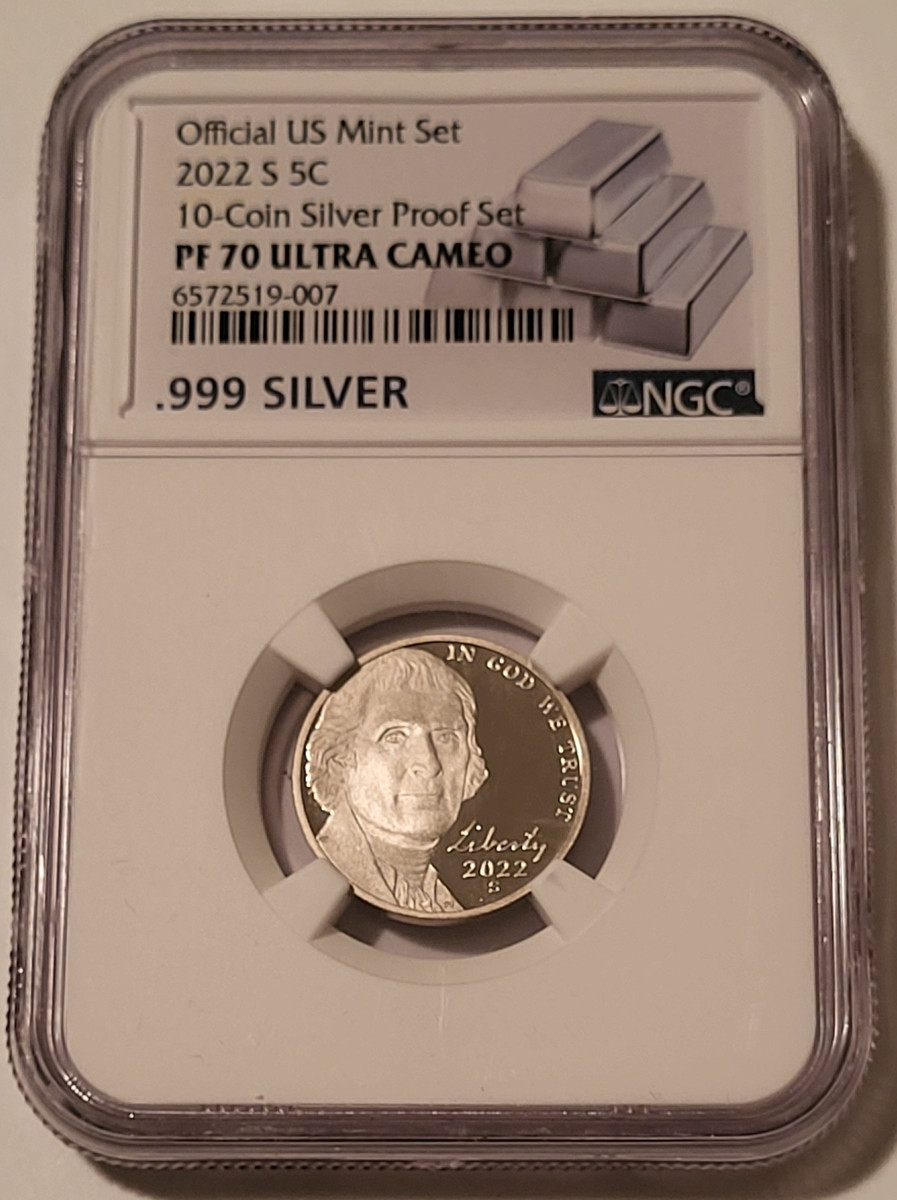 Official US Mint Set
2022 S 5C
10-Coin Silver Proof Set
PF 70 ULTRA CAMEO
6572519-007
.999 SILVER
NGC®
IN GOD WE TRUST
Liberty
2022
S